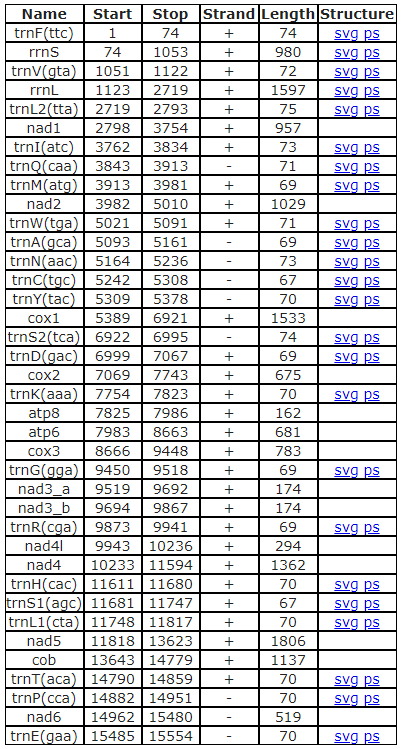 Name Start Stop Strand Length Structure
trnF(ttc) 1 74 + 74 svg ps
rrnS 74 1053 + 980 svg ps
trnV(gta) 1051 1122 + 72 svg ps
rrnL 1123 2719 + 1597 svg ps
trnL2(tta) 2719 2793 + 75 svg ps
nad1 2798 3754 + 957
trnI(atc) 3762 3834 + 73 svg ps
trnQ(caa) 3843 3913 - 71 svg ps
trnM(atg) 3913 3981 + 69 svg ps
nad2 3982 5010 + 1029
trnW(tga) 5021 5091 + 71 svg ps
trnA(gca) 5093 5161 - 69 svg ps
trnN(aac) 5164 5236 - 73 svg ps
trnC(tgc) 5242 5308 - 67 svg ps
trnY(tac) 5309 5378 - 70 svg ps
cox1 5389 6921 + 1533
trnS2(tca) 6922 6995 - 74 svg ps
trnD(gac) 6999 7067 + 69 svg ps
cox2 7069 7743 + 675
trnK(aaa) 7754 7823 + 70 svg ps
atp8 7825 7986 + 162
atp6 7983 8663 + 681
cox3 8666 9448 + 783
trnG(gga) 9450 9518 + 69 svg ps
nad3_a 9519 9692 + 174
nad3_b 9694 9867 + 174
trnR(cga) 9873 9941 + 69 svg ps
nad4l 9943 10236 + 294
nad4 10233 11594 + 1362
trnH(cac) 11611 11680 + 70 svg ps
trnS1(agc) 11681 11747 + 67 svg ps
trnL1(cta) 11748 11817 + 70 svg ps
nad5 11818 13623 + 1806
cob 13643 14779 + 1137
trnT(aca) 14790 14859 + 70 svg ps
trnP(cca) 14882 14951 - 70 svg ps
nad6 14962 15480 - 519
trnE(gaa) 15485 15554 - 70 svg ps